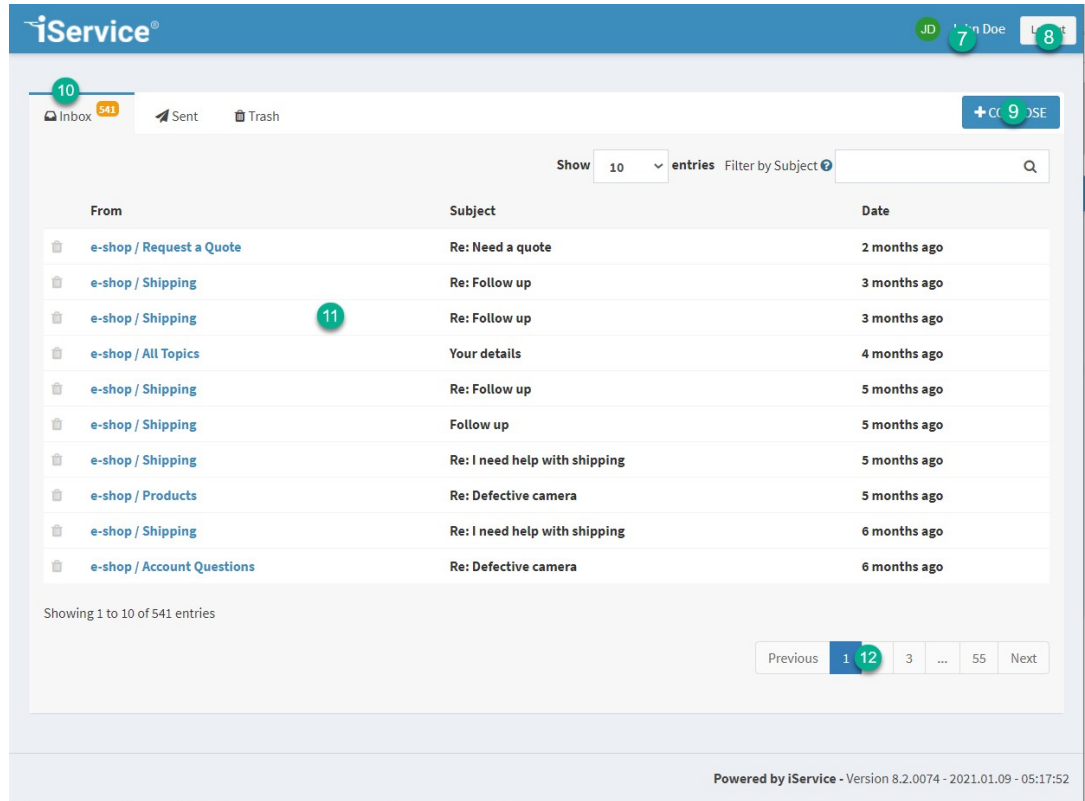 iService®
JD 7 n Doe 8
10
Inbox 541 Sent Trash + 9
Show 10 entries Filter by Subject
From Subject Date
e-shop / Request a Quote Re: Need a quote 2 months ago
e-shop / Shipping Re: Follow up 3 months ago
e-shop / Shipping 11 Re: Follow up 3 months ago
e-shop / All Topics Your details 4 months ago
e-shop / Shipping Re: Follow up 5 months ago
e-shop / Shipping Follow up 5 months ago
e-shop / Shipping Re: I need help with shipping 5 months ago
e-shop / Products Re: Defective camera 5 months ago
e-shop / Shipping Re: I need help with shipping 6 months ago
e-shop / Account Questions Re: Defective camera 6 months ago
Showing 1 to 10 of 541 entries
Previous 1 12 3 ... 55 Next
Powered by iService - Version 8.2.0074 - 2021.01.09 - 05:17:52